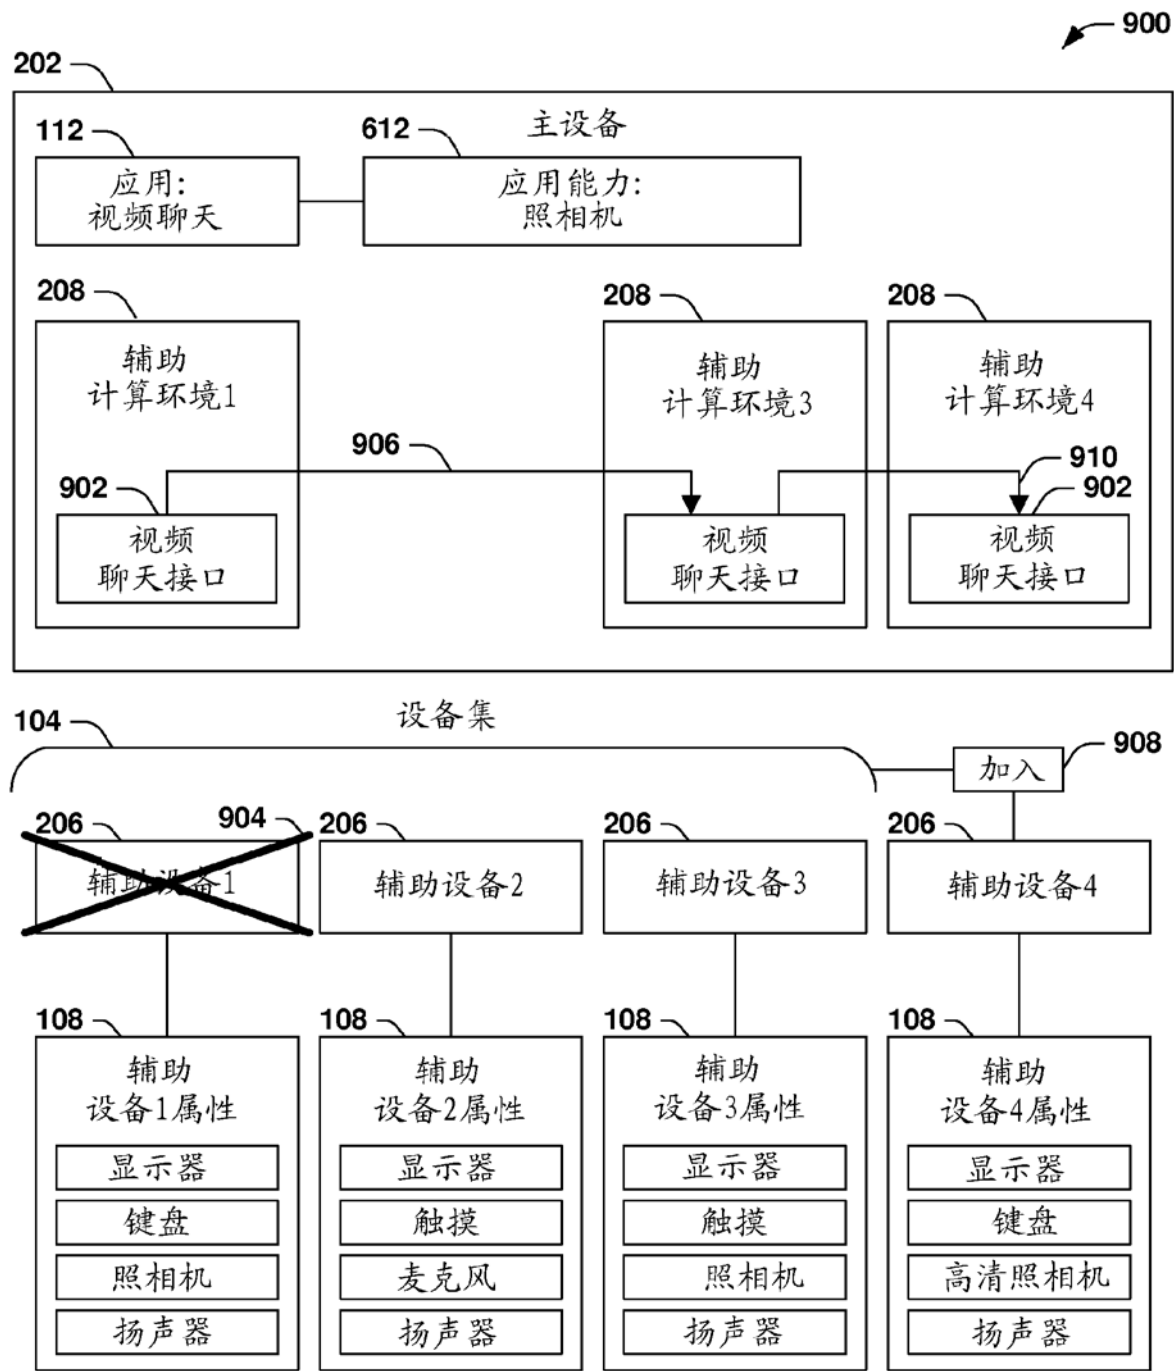 900
202
主设备
112
612
应用:
视频聊天
应用能力:
照相机
208
208
208
辅助
计算环境1
辅助
计算环境3
辅助
计算环境4
906
910
902
902
视频
聊天接口
视频
聊天接口
视频
聊天接口
104
设备集
908
加入
206
904
206
206
206
辅助设备1
辅助设备2
辅助设备3
辅助设备4
108
108
108
108
辅助
设备1属性
辅助
设备2属性
辅助
设备3属性
辅助
设备4属性
显示器
显示器
显示器
显示器
键盘
触摸
触摸
键盘
照相机
麦克风
照相机
高清照相机
扬声器
扬声器
扬声器
扬声器